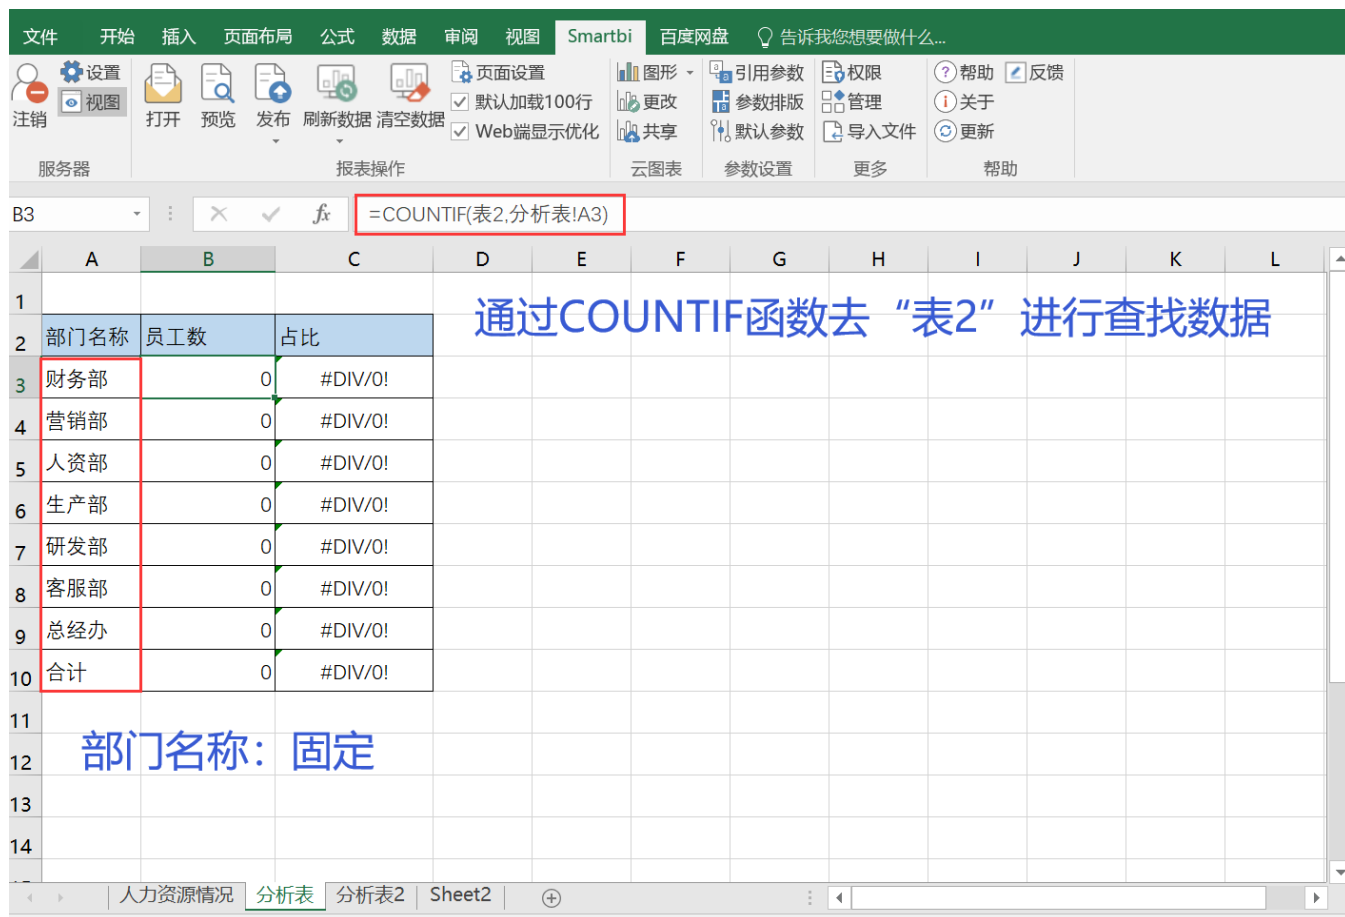 文件 开始 插入 页面布局 公式 数据 审阅 视图 Smartbi 百度网盘 告诉我您想要做什么...
设置 页面设置 图形 引用参数 权限 ? 帮助 反馈
视图 默认加载100行 更改 参数排版 管理 i 关于
注销 打开 预览 发布 刷新数据 清空数据 Web端显示优化 共享 默认参数 导入文件 更新
服务器 报表操作 云图表 参数设置 更多 帮助
B3 fx =COUNTIF(表2,分析表!A3)
A B C D E F G H I J K L
1 通过COUNTIF函数去“表2”进行查找数据
2 部门名称 员工数 占比
3 财务部 0 #DIV/0!
4 营销部 0 #DIV/0!
5 人资部 0 #DIV/0!
6 生产部 0 #DIV/0!
7 研发部 0 #DIV/0!
8 客服部 0 #DIV/0!
9 总经办 0 #DIV/0!
10 合计 0 #DIV/0!
11
12 部门名称：固定
13
14
人力资源情况 分析表 分析表2 Sheet2